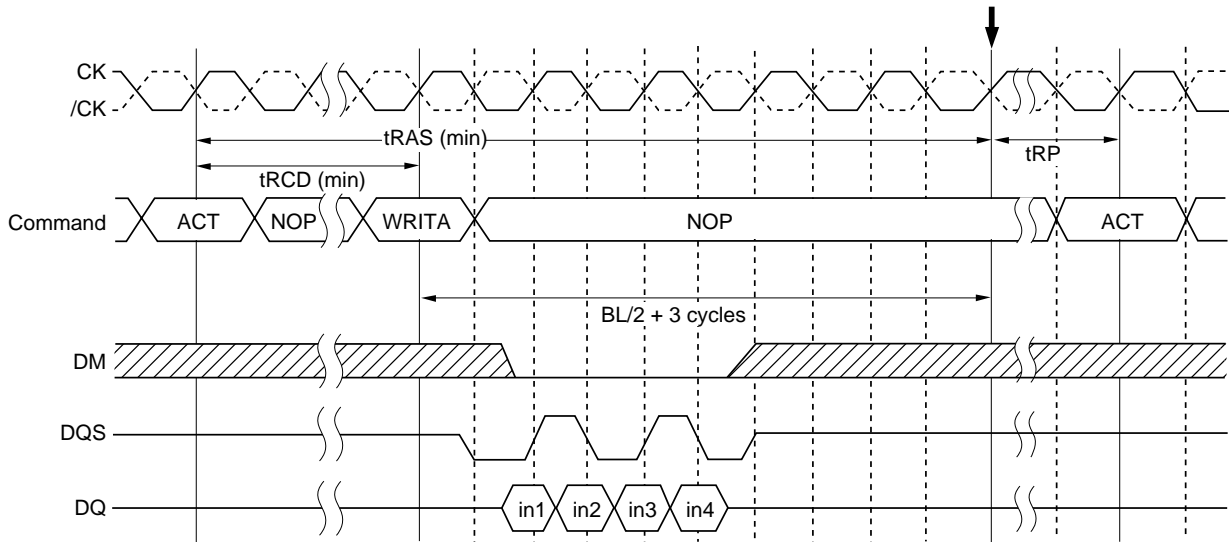 CK
/CK
tRAS (min)
tRP
tRCD (min)
Command ACT NOP WRITA NOP ACT
BL/2 + 3 cycles
DM
DQS
DQ in1 in2 in3 in4